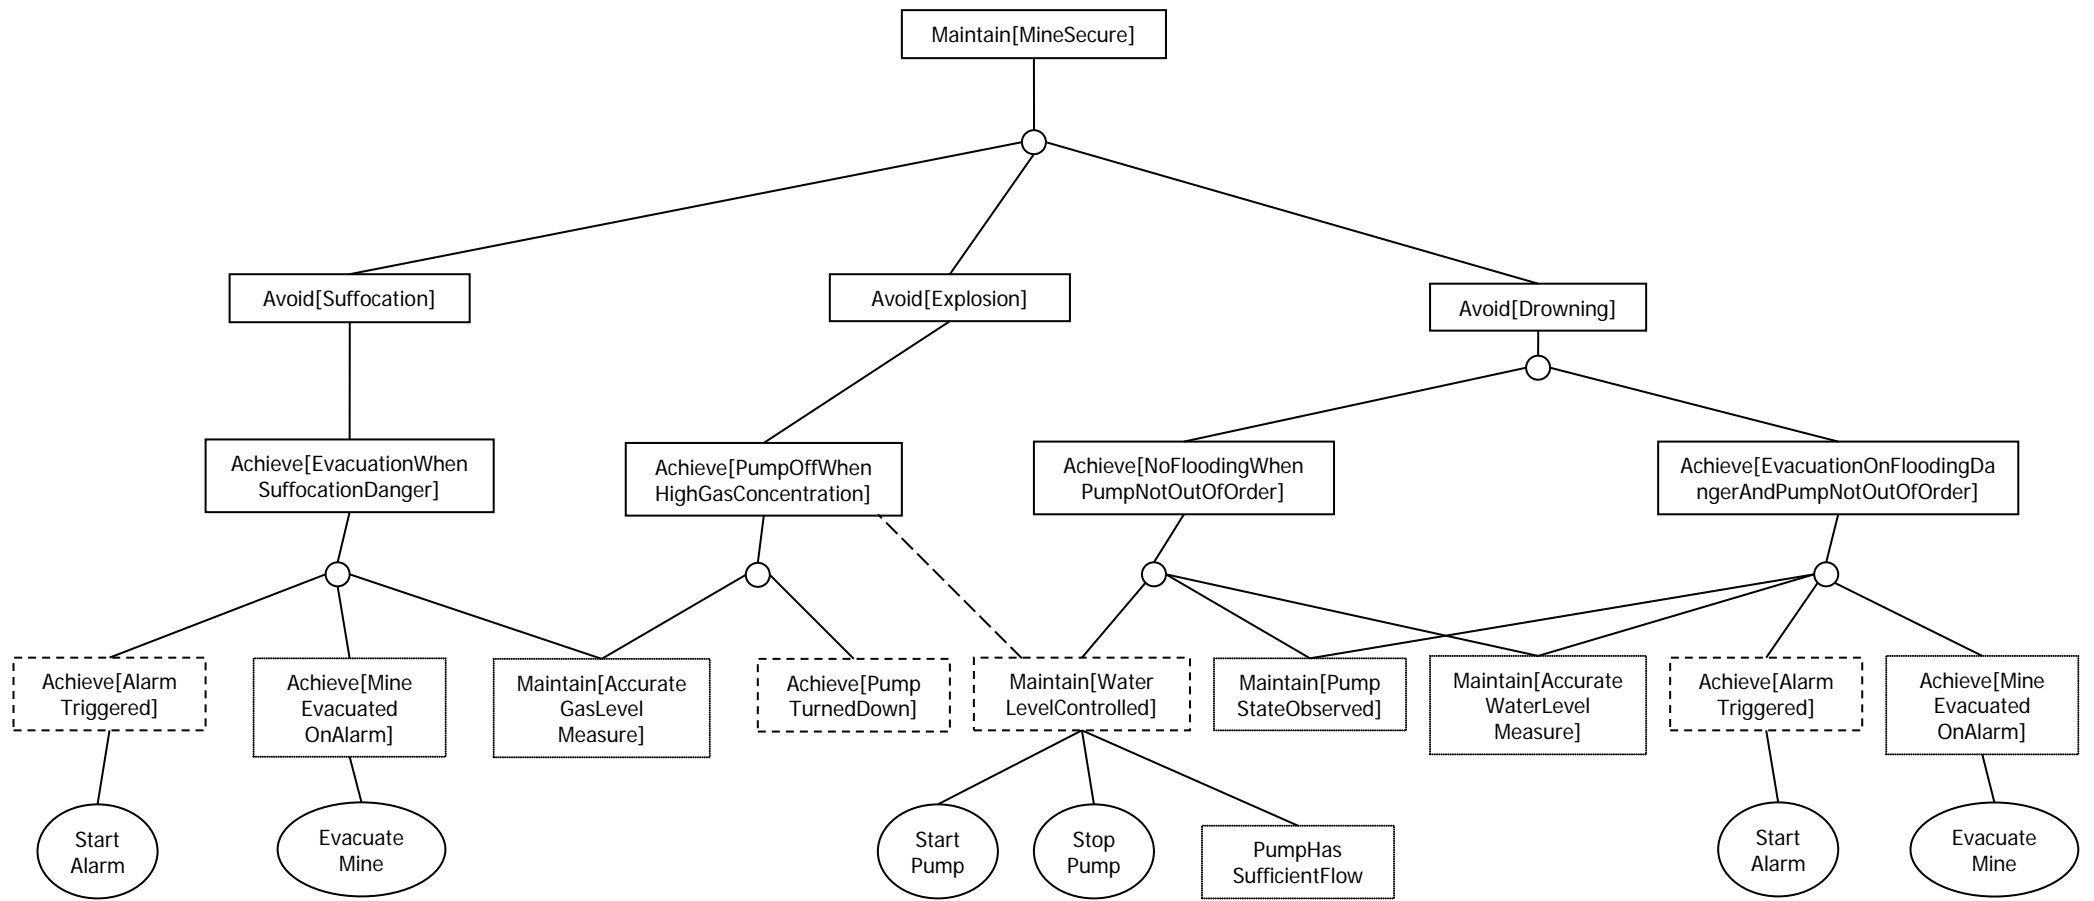 Maintain[MineSecure]
Avoid[Suffocation]
Avoid[Explosion]
Avoid[Drowning]
Achieve[EvacuationWhen
SuffocationDanger]
Achieve[PumpOffWhen
HighGasConcentration]
Achieve[NoFloodingWhen
PumpNotOutOfOrder]
Achieve[EvacuationOnFloodingDa
ngerAndPumpNotOutOfOrder]
Achieve[Alarm
Triggered]
Achieve[Mine
Evacuated
OnAlarm]
Maintain[Accurate
GasLevel
Measure]
Achieve[Pump
TurnedDown]
Maintain[Water
LevelControlled]
Maintain[Pump
StateObserved]
Maintain[Accurate
WaterLevel
Measure]
Achieve[Alarm
Triggered]
Achieve[Mine
Evacuated
OnAlarm]
Start
Alarm
Evacuate
Mine
Start
Pump
Stop
Pump
PumpHas
SufficientFlow
Start
Alarm
Evacuate
Mine